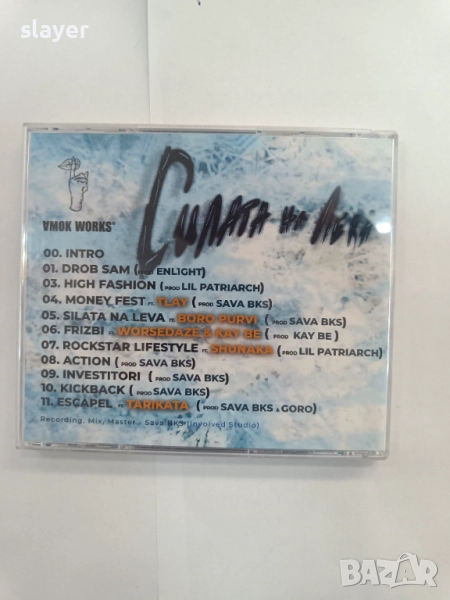 slayer
Силата на Лева
AMOK WORKS®
00. INTRO
01. DROB SAM ( PROD ENL1GHT)
03. HIGH FASHION ( PROD LIL PATRIARCH)
04. MONEY FEST FT. TLAY ( PROD SAVA BKS)
05. SILATA NA LEVA FT. BORO PURVI ( PROD SAVA BKS)
06. FRIZBI FT. WORSEDAZE & KAY BE ( PROD KAY BE )
07. ROCKSTAR LIFESTYLE FT. SHUNAKA ( PROD LIL PATRIARCH)
08. ACTION ( PROD SAVA BKS)
09. INVESTITORI ( PROD SAVA BKS)
10. KICKBACK ( PROD SAVA BKS)
11. ESCAPEL FT. TARIKATA ( PROD SAVA BKS & GORO)
Recording, Mix/Master - Sava BKS (Involved Studio)
BAZAR